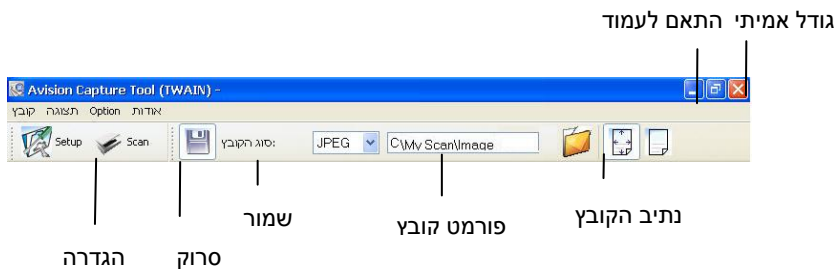 גודל אמיתי
התאם לעמוד
Avision Capture Tool (TWAIN) -
קובץ תצוגה Option אודות
Setup Scan סוג הקובץ: JPEG C\My Scan\Image
שמור
פורמט קובץ
נתיב הקובץ
הגדרה
סרוק